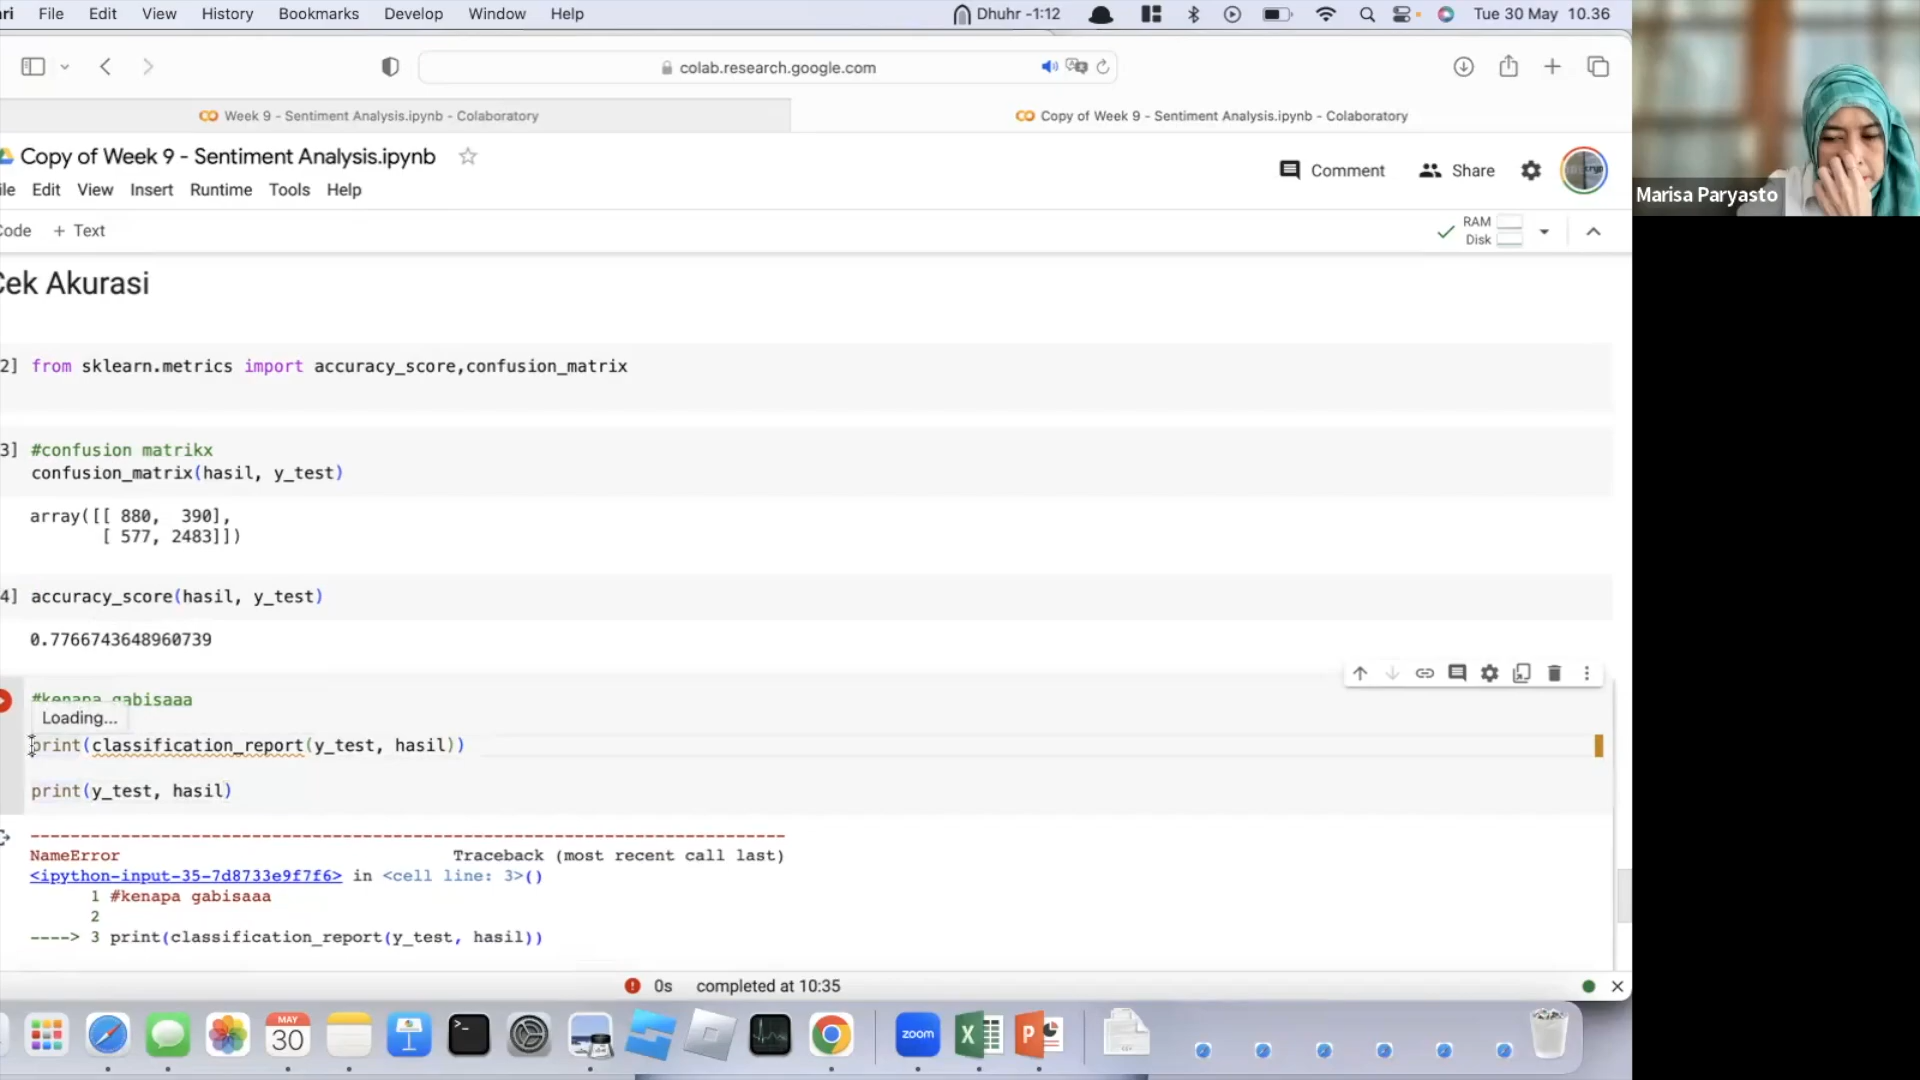 ari File Edit View History Bookmarks Develop Window Help Dhuhr -1:12 Tue 30 May 10.36
colab.research.google.com
Week 9 - Sentiment Analysis.ipynb - Colaboratory
Copy of Week 9 - Sentiment Analysis.ipynb - Colaboratory
Copy of Week 9 - Sentiment Analysis.ipynb
Comment Share
ile Edit View Insert Runtime Tools Help
Code + Text
RAM
Disk
Cek Akurasi
2] from sklearn.metrics import accuracy_score,confusion_matrix
3] #confusion matrikx
confusion_matrix(hasil, y_test)
array([[ 880, 390],
[ 577, 2483]])
4] accuracy_score(hasil, y_test)
0.7766743648960739
#kenapa gabisaaa
Loading...
print(classification_report(y_test, hasil))
print(y_test, hasil)
NameError Traceback (most recent call last)
<ipython-input-35-7d8733e9f7f6> in <cell line: 3>()
1 #kenapa gabisaaa
2
----> 3 print(classification_report(y_test, hasil))
0s completed at 10:35
MAY
30
zoom
Marisa Paryasto